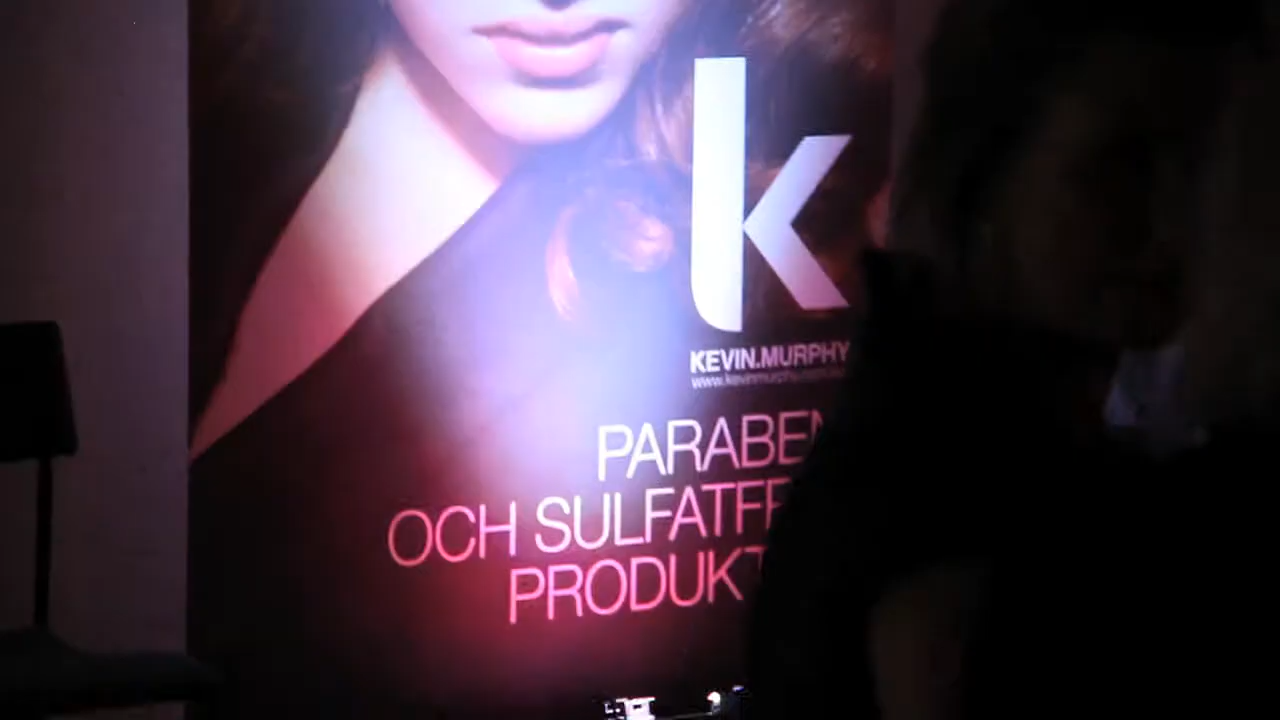 k
KEVIN.MURPHY
PARABEN
OCH SULFATFR
PRODUKT